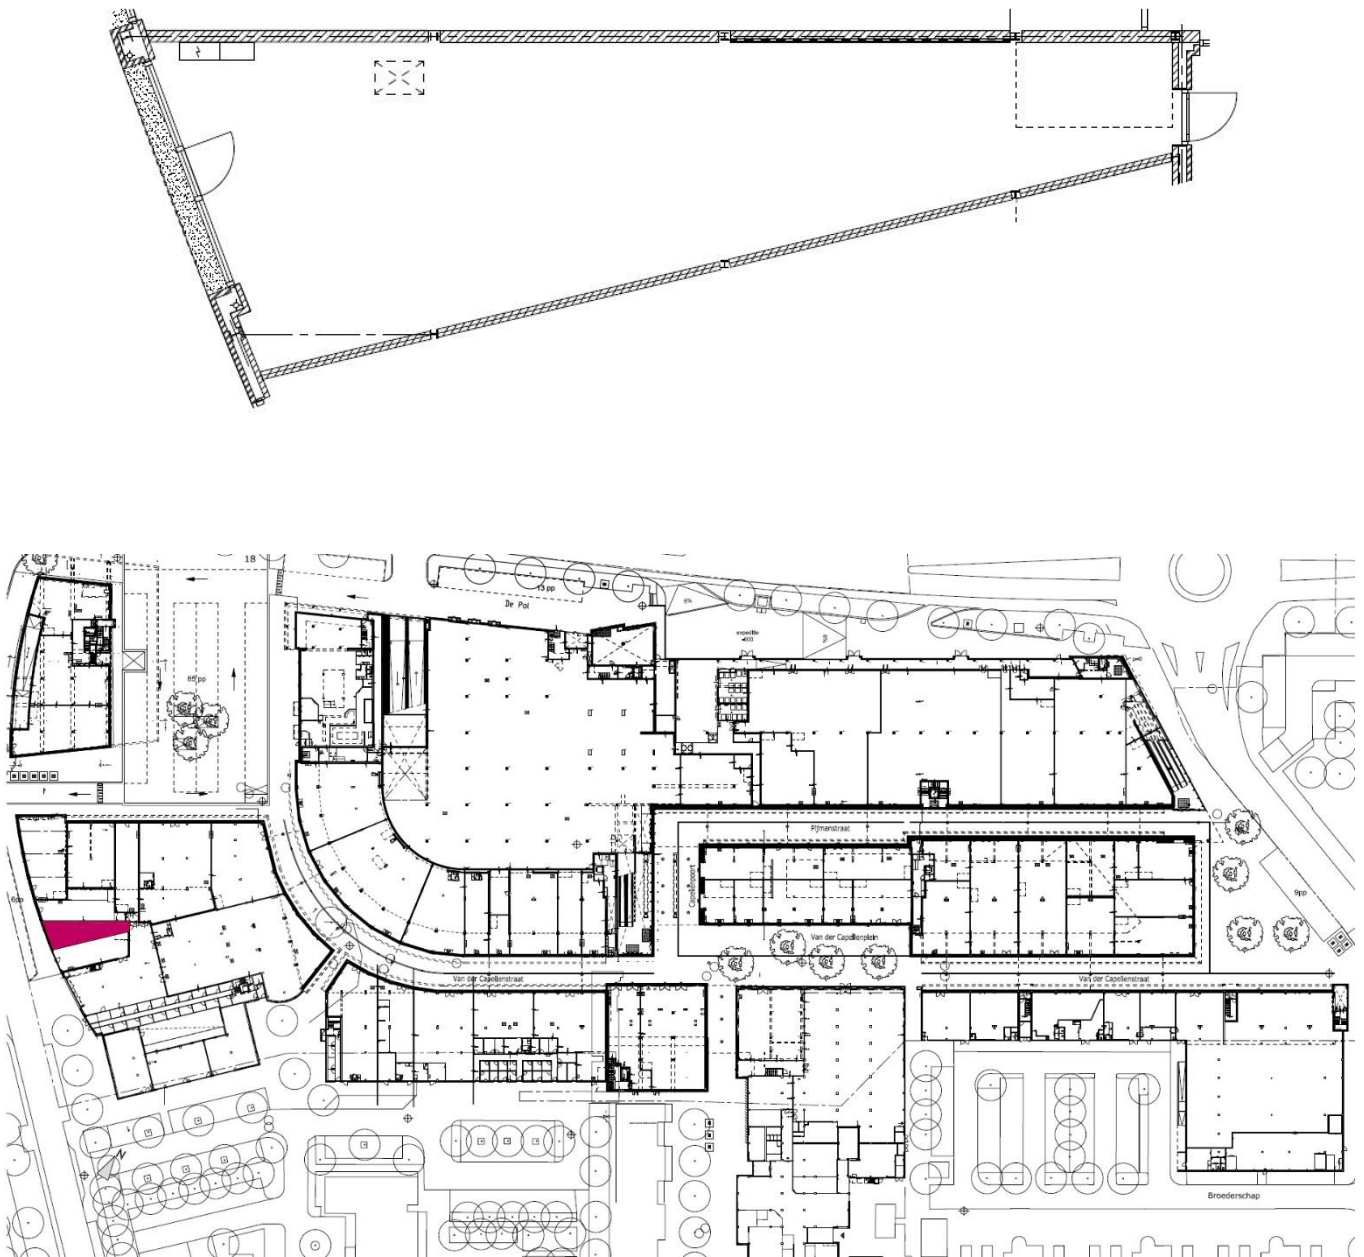 18
13 pp
De Pol
expeditie
65 pp
Pijmanstraat
Capellenpoort
9pp
6pp
Van der Capellenplein
Van der Capellenstraat
Van der Capellenstraat
N
Broederschap